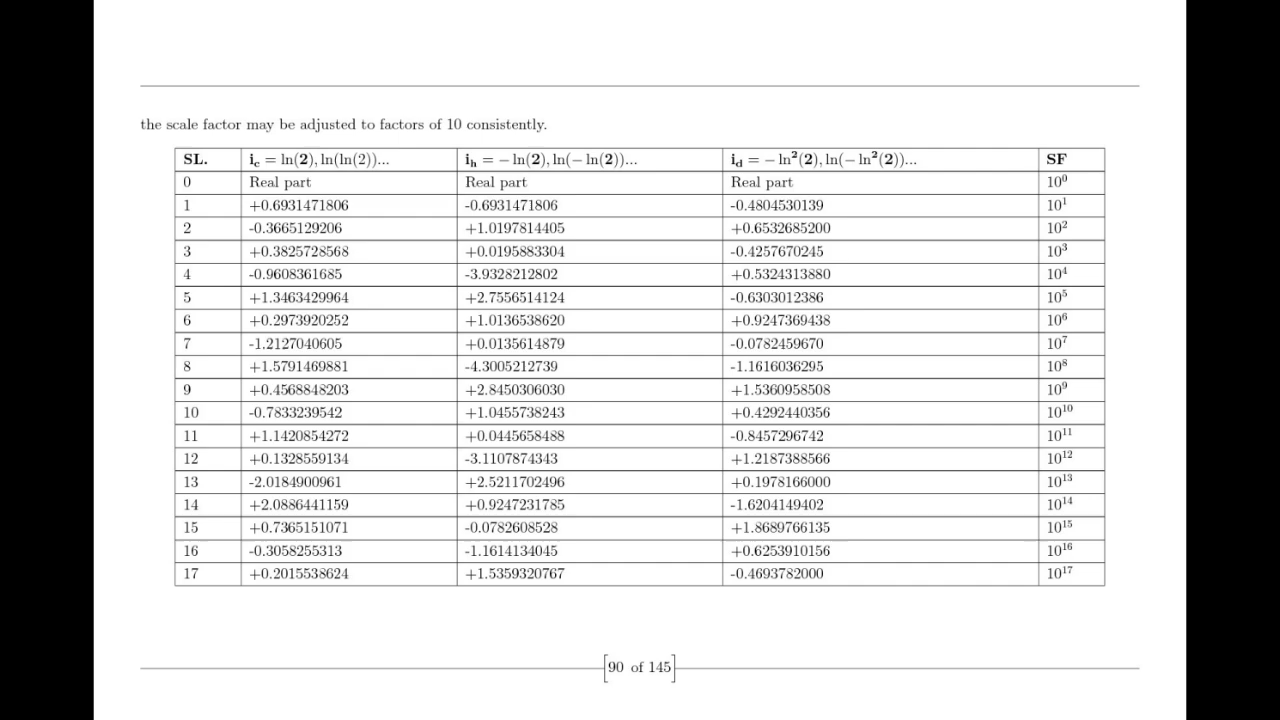 the scale factor may be adjusted to factors of 10 consistently.
SL. i_c = ln(2), ln(ln(2))... i_h = − ln(2), ln(− ln(2))... i_d = − ln²(2), ln(− ln²(2))... SF
0 Real part Real part Real part 10⁰
1 +0.6931471806 -0.6931471806 -0.4804530139 10¹
2 -0.3665129206 +1.0197814405 +0.6532685200 10²
3 +0.3825728568 +0.0195883304 -0.4257670245 10³
4 -0.9608361685 -3.9328212802 +0.5324313880 10⁴
5 +1.3463429964 +2.7556514124 -0.6303012386 10⁵
6 +0.2973920252 +1.0136538620 +0.9247369438 10⁶
7 -1.2127040605 +0.0135614879 -0.0782459670 10⁷
8 +1.5791469881 -4.3005212739 -1.1616036295 10⁸
9 +0.4568848203 +2.8450306030 +1.5360958508 10⁹
10 -0.7833239542 +1.0455738243 +0.4292440356 10¹⁰
11 +1.1420854272 +0.0445658488 -0.8457296742 10¹¹
12 +0.1328559134 -3.1107874343 +1.2187388566 10¹²
13 -2.0184900961 +2.5211702496 +0.1978166000 10¹³
14 +2.0886441159 +0.9247231785 -1.6204149402 10¹⁴
15 +0.7365151071 -0.0782608528 +1.8689766135 10¹⁵
16 -0.3058255313 -1.1614134045 +0.6253910156 10¹⁶
17 +0.2015538624 +1.5359320767 -0.4693782000 10¹⁷
[90 of 145]